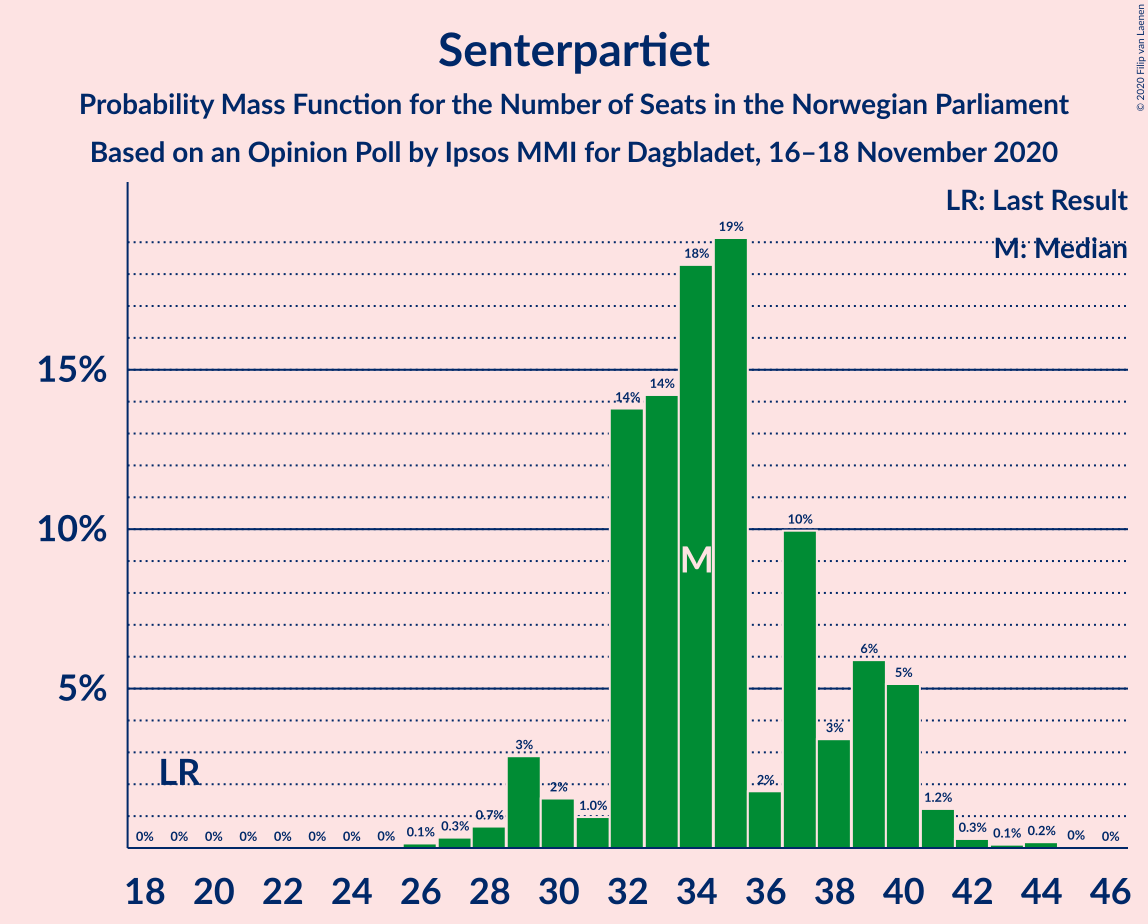 © 2020 Filip van Laenen
Senterpartiet
Probability Mass Function for the Number of Seats in the Norwegian Parliament
Based on an Opinion Poll by Ipsos MMI for Dagbladet, 16–18 November 2020
LR: Last Result
M: Median
19%
18%
15%
14% 14%
10%
10%
M
5%
6%
5%
3%
3%
LR
2%
2%
1.0%
1.2%
0% 0% 0% 0% 0% 0% 0% 0% 0.1% 0.3% 0.7% 0.3% 0.1% 0.2% 0% 0%
18 20 22 24 26 28 30 32 34 36 38 40 42 44 46